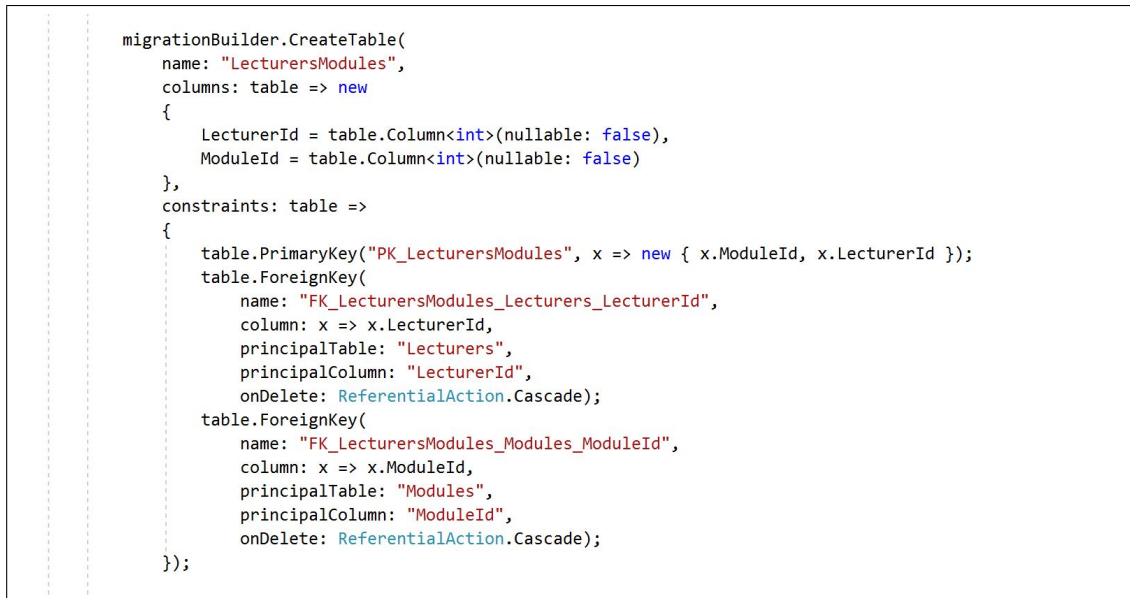 migrationBuilder.CreateTable(
name: "LecturersModules",
columns: table => new
{
LecturerId = table.Column<int>(nullable: false),
ModuleId = table.Column<int>(nullable: false)
},
constraints: table =>
{
table.PrimaryKey("PK_LecturersModules", x => new { x.ModuleId, x.LecturerId });
table.ForeignKey(
name: "FK_LecturersModules_Lecturers_LecturerId",
column: x => x.LecturerId,
principalTable: "Lecturers",
principalColumn: "LecturerId",
onDelete: ReferentialAction.Cascade);
table.ForeignKey(
name: "FK_LecturersModules_Modules_ModuleId",
column: x => x.ModuleId,
principalTable: "Modules",
principalColumn: "ModuleId",
onDelete: ReferentialAction.Cascade);
});